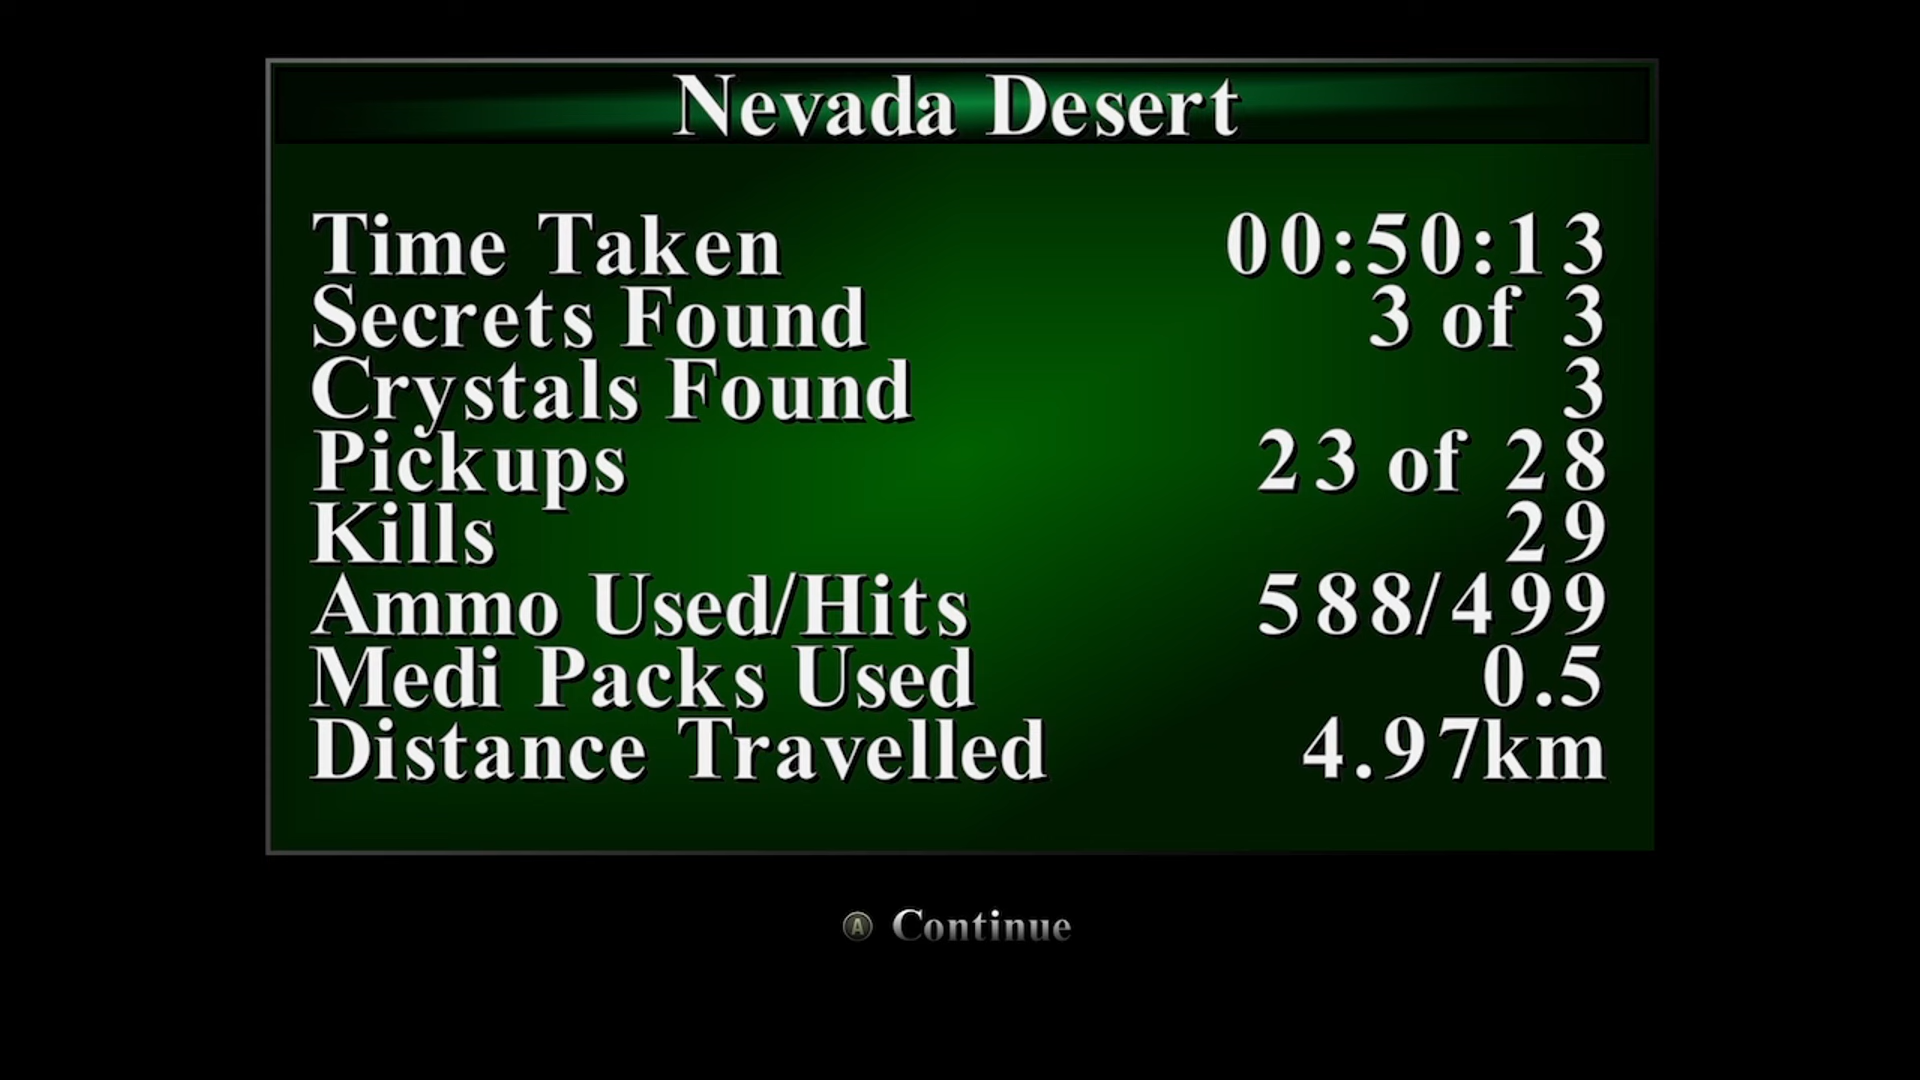 Nevada Desert
Time Taken 00:50:13
Secrets Found 3 of 3
Crystals Found 3
Pickups 23 of 28
Kills 29
Ammo Used/Hits 588/499
Medi Packs Used 0.5
Distance Travelled 4.97km
A Continue